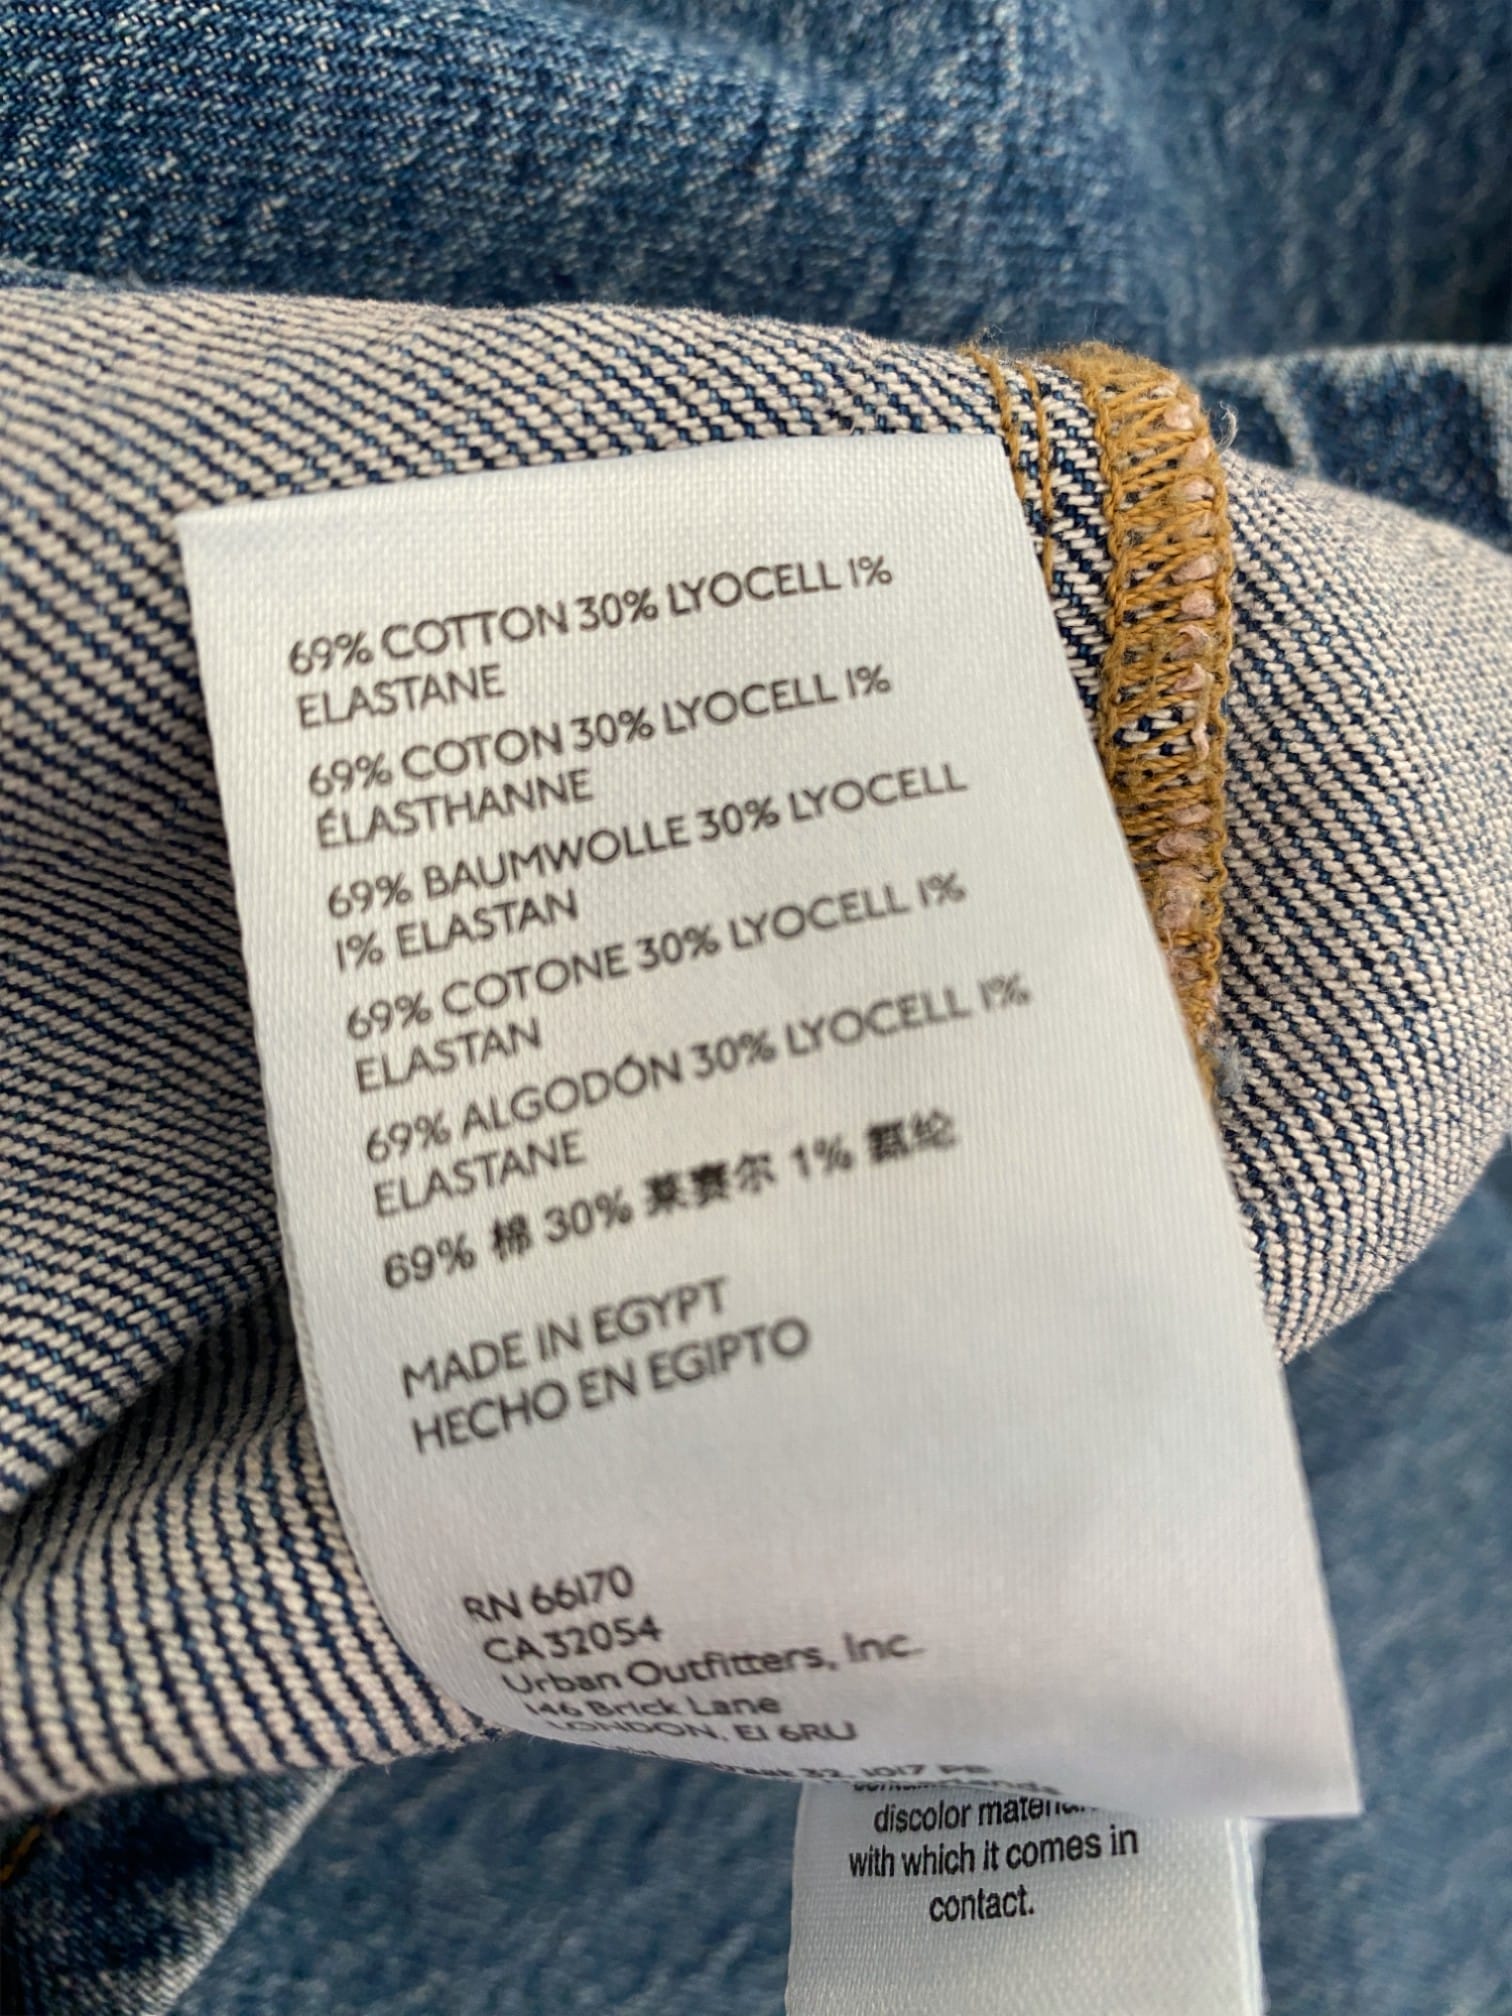 69% COTTON 30% LYOCELL 1%
ELASTANE
69% COTON 30% LYOCELL 1%
ÉLASTHANNE
69% BAUMWOLLE 30% LYOCELL
1% ELASTAN
69% COTONE 30% LYOCELL 1%
ELASTAN
69% ALGODÓN 30% LYOCELL 1%
ELASTANE
69% 棉 30% 莱赛尔 1% 氨纶
MADE IN EGYPT
HECHO EN EGIPTO
RN 66170
CA 32054
Urban Outfitters, Inc.
146 Brick Lane
LONDON, E1 6RU
32, 1017
discolor
with which it comes in
contact.